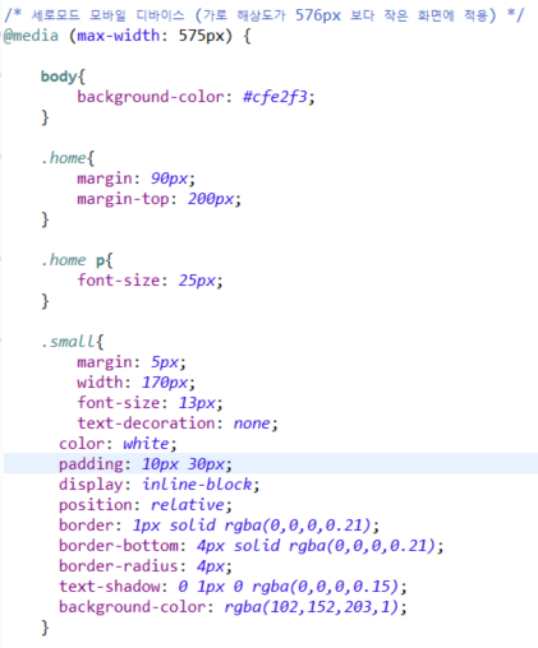 /* 세로모드 모바일 디바이스 (가로 해상도가 576px 보다 작은 화면에 적용) */
@media (max-width: 575px) {
body{
background-color: #cfe2f3;
}
.home{
margin: 90px;
margin-top: 200px;
}
.home p{
font-size: 25px;
}
.small{
margin: 5px;
width: 170px;
font-size: 13px;
text-decoration: none;
color: white;
padding: 10px 30px;
display: inline-block;
position: relative;
border: 1px solid rgba(0,0,0,0.21);
border-bottom: 4px solid rgba(0,0,0,0.21);
border-radius: 4px;
text-shadow: 0 1px 0 rgba(0,0,0,0.15);
background-color: rgba(102,152,203,1);
}